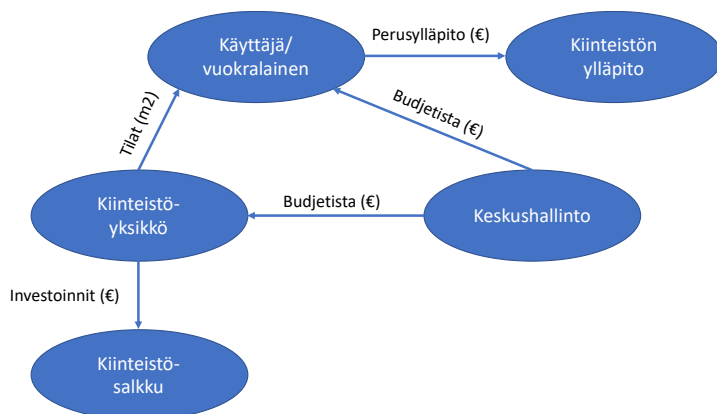 Käyttäjä/
vuokralainen
Perusylläpito (€)
Kiinteistön
ylläpito
Tilat (m2)
Budjetista (€)
Kiinteistö-
yksikkö
Budjetista (€)
Keskushallinto
Investoinnit (€)
Kiinteistö-
salkku